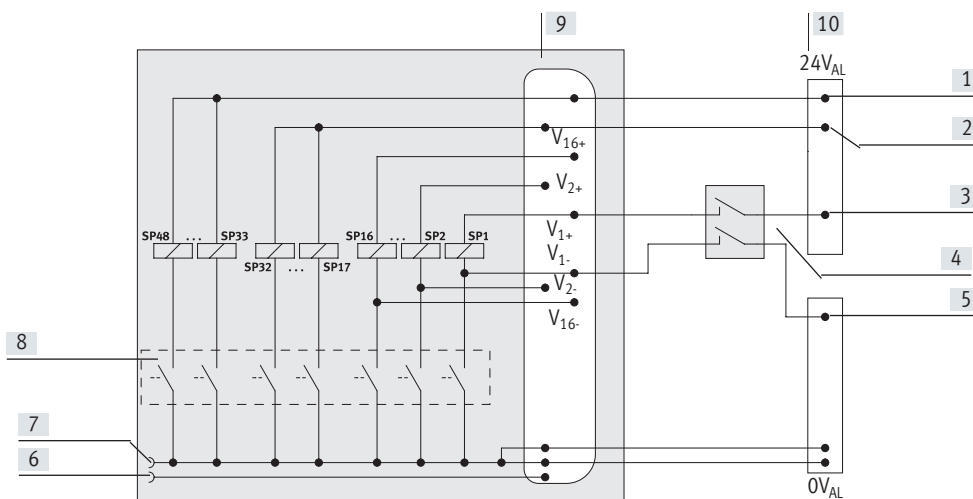 9
10
24VAL
1
2
V16+
V2+
3
SP48 ... SP33
SP16 ... SP2 SP1
V1+
SP32 ... SP17
V1-
4
V2-
5
V16-
8
7
6
0VAL